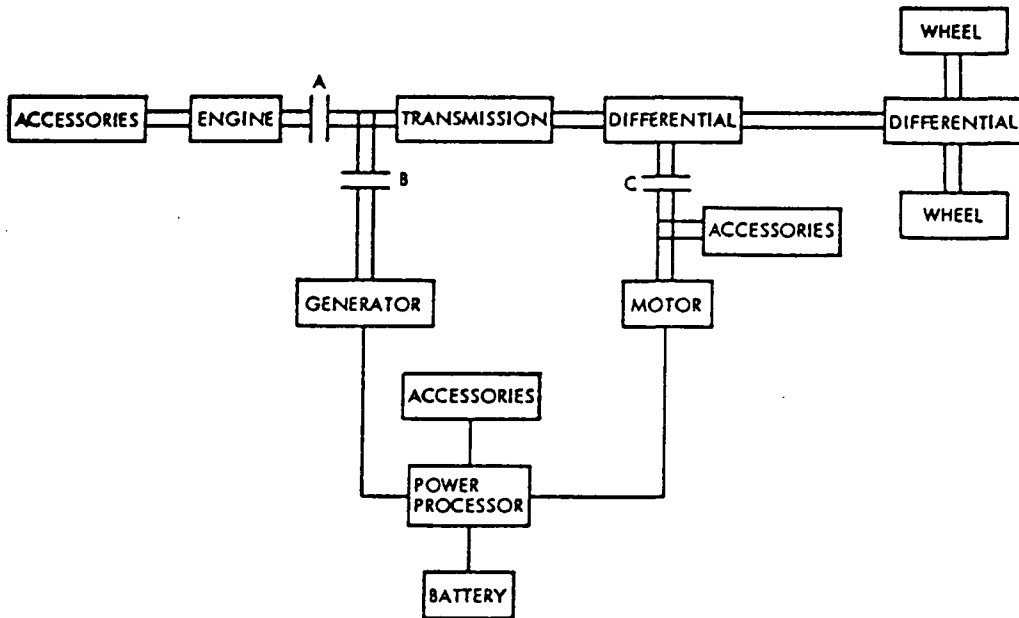 WHEEL
A
ACCESSORIES
ENGINE
TRANSMISSION
DIFFERENTIAL
DIFFERENTIAL
B
C
WHEEL
ACCESSORIES
GENERATOR
MOTOR
ACCESSORIES
POWER
PROCESSOR
BATTERY